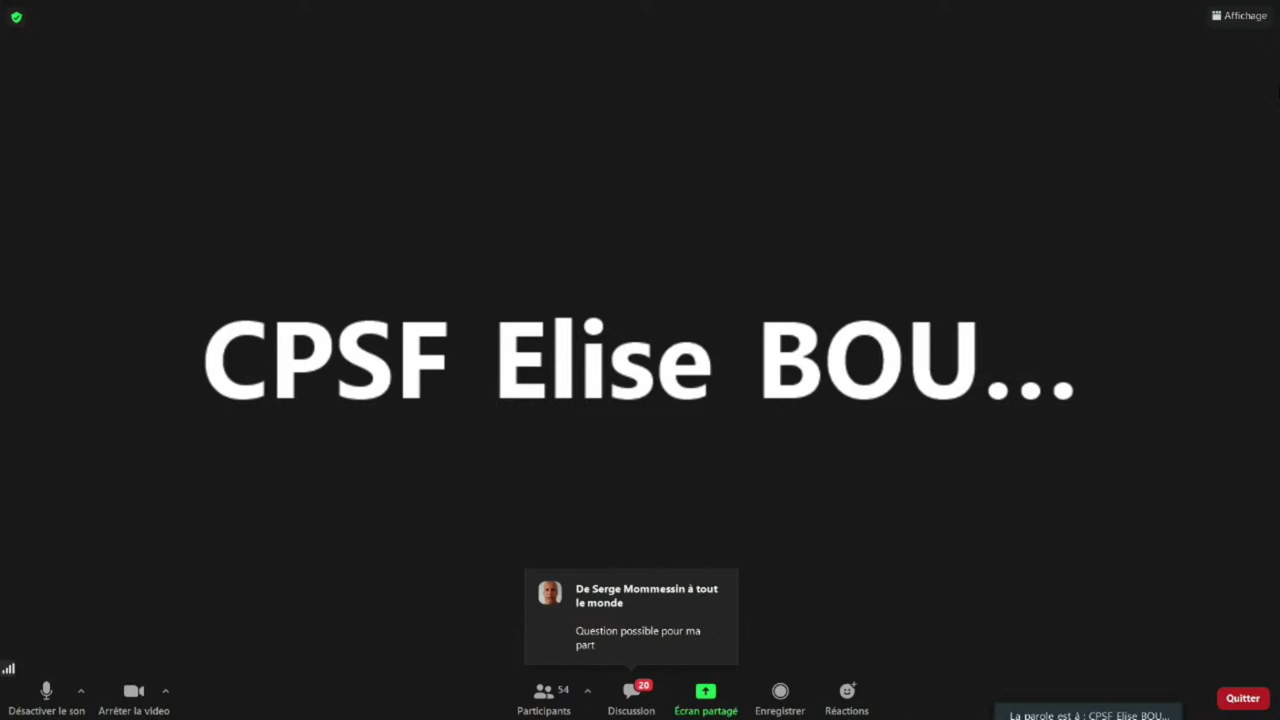 Affichage
CPSF Elise BOU...
De Serge Mommessin à tout
le monde
Question possible pour ma
part
54
20
Désactiver le son
Arrêter la video
Participants
Discussion
Écran partagé
Enregistrer
Réactions
La parole est à : CPSF Elise BOU...
Quitter